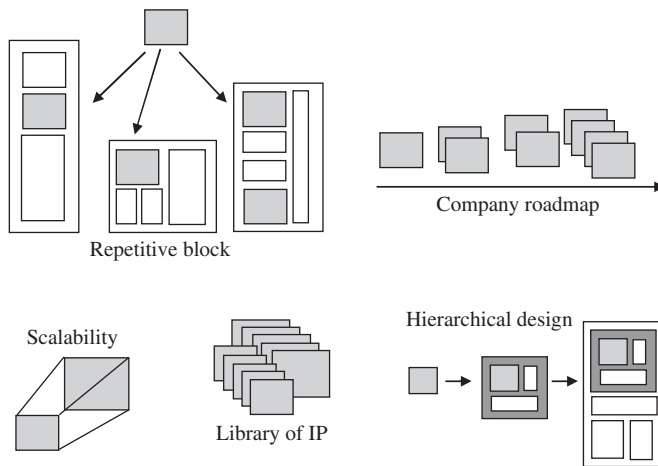 Repetitive block
Company roadmap
Scalability
Library of IP
Hierarchical design